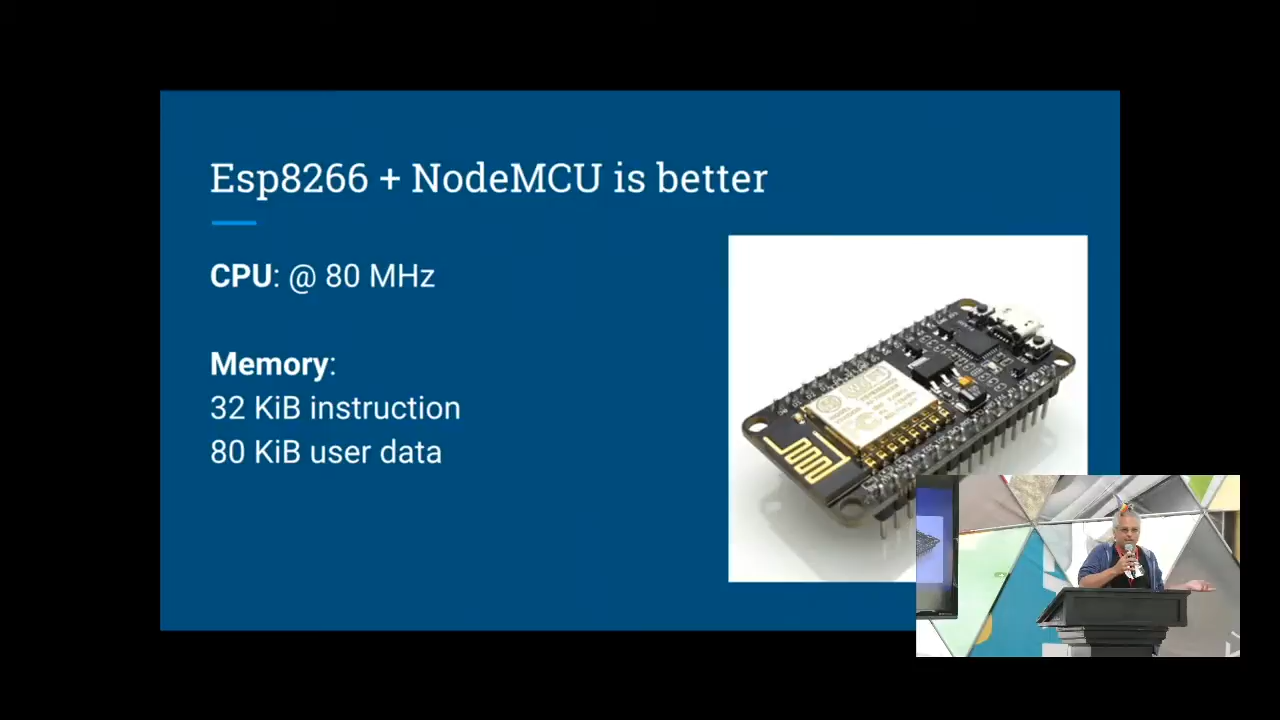 Esp8266 + NodeMCU is better
CPU: @ 80 MHz
Memory:
32 KiB instruction
80 KiB user data